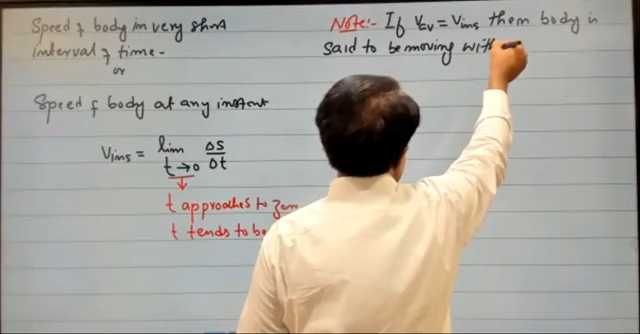 Speed of body in very short
interval of time -
or
Speed of body at any instant
Vins = lim Δs/Δt
t→0
↓
t approaches to zero
t tends to be
Note:- If Vav = Vins then body is
said to be moving with